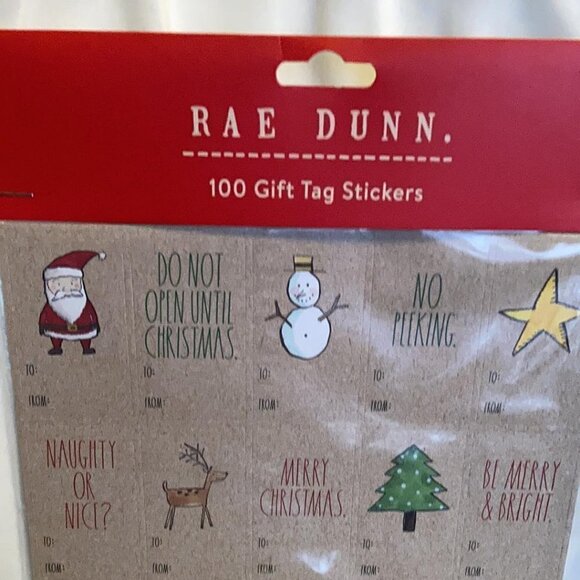 RAE DUNN.
100 Gift Tag Stickers
DO NOT
OPEN UNTIL
CHRISTMAS.
NO
PEEKING.
TO:
TO:
TO:
TO:
TO:
FROM:
FROM:
FROM:
FROM:
FROM:
NAUGHTY
OR
NICE?
MERRY
CHRISTMAS.
BE MERRY
& BRIGHT.
TO:
TO:
TO:
TO:
TO:
FROM:
FROM:
FROM:
FROM:
FROM: